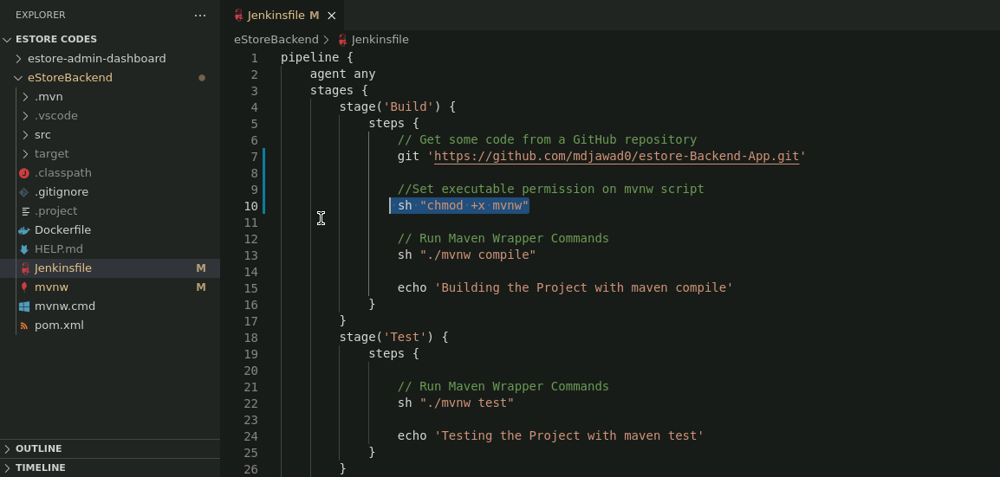 EXPLORER
ESTORE CODES
estore-admin-dashboard
eStoreBackend
.mvn
.vscode
src
target
.classpath
.gitignore
.project
Dockerfile
HELP.md
Jenkinsfile M
mvnw M
mvnw.cmd
pom.xml
OUTLINE
TIMELINE
Jenkinsfile M
eStoreBackend > Jenkinsfile
1 pipeline {
2 agent any
3 stages {
4 stage('Build') {
5 steps {
6 // Get some code from a GitHub repository
7 git 'https://github.com/mdjawad0/estore-Backend-App.git'
8
9 //Set executable permission on mvnw script
10 sh "chmod +x mvnw"
11
12 // Run Maven Wrapper Commands
13 sh "./mvnw compile"
14
15 echo 'Building the Project with maven compile'
16 }
17 }
18 stage('Test') {
19 steps {
20
21 // Run Maven Wrapper Commands
22 sh "./mvnw test"
23
24 echo 'Testing the Project with maven test'
25 }
26 }